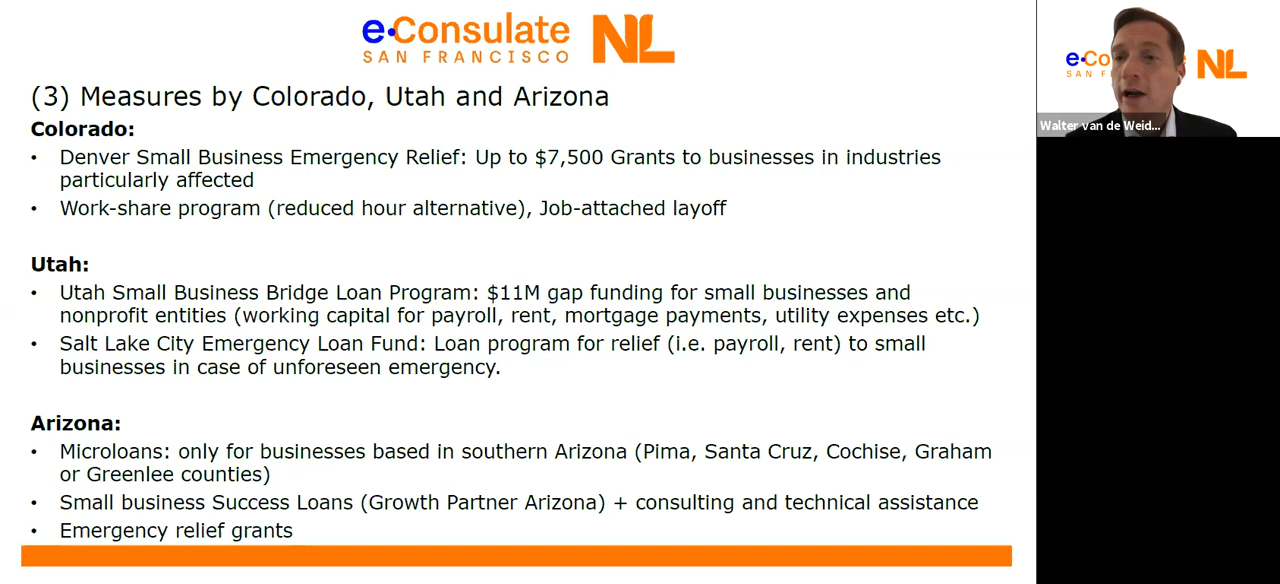 e·Consulate NL
SAN FRANCISCO
(3) Measures by Colorado, Utah and Arizona
Colorado:
• Denver Small Business Emergency Relief: Up to $7,500 Grants to businesses in industries
particularly affected
• Work-share program (reduced hour alternative), Job-attached layoff
Utah:
• Utah Small Business Bridge Loan Program: $11M gap funding for small businesses and
nonprofit entities (working capital for payroll, rent, mortgage payments, utility expenses etc.)
• Salt Lake City Emergency Loan Fund: Loan program for relief (i.e. payroll, rent) to small
businesses in case of unforeseen emergency.
Arizona:
• Microloans: only for businesses based in southern Arizona (Pima, Santa Cruz, Cochise, Graham
or Greenlee counties)
• Small business Success Loans (Growth Partner Arizona) + consulting and technical assistance
• Emergency relief grants
e·Co NL
SAN F
Walter van de Weid...